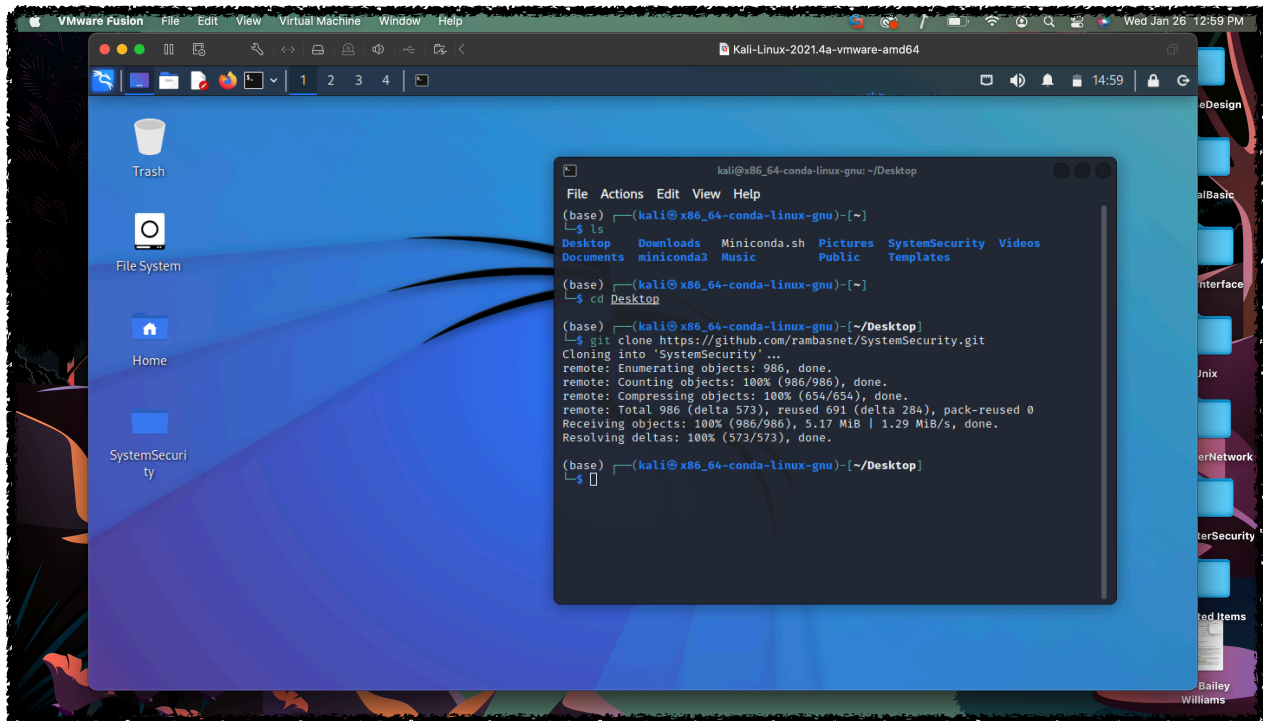 VMware Fusion File Edit View Virtual Machine Window Help Wed Jan 26 12:59 PM
Kali-Linux-2021.4a-vmware-amd64
1 2 3 4 14:59
Trash
File System
Home
SystemSecuri
ty
kali@x86_64-conda-linux-gnu: ~/Desktop
File Actions Edit View Help
(base) ┌──(kali㉿x86_64-conda-linux-gnu)-[~]
└─$ ls
Desktop Downloads Miniconda.sh Pictures SystemSecurity Videos
Documents miniconda3 Music Public Templates
(base) ┌──(kali㉿x86_64-conda-linux-gnu)-[~]
└─$ cd Desktop
(base) ┌──(kali㉿x86_64-conda-linux-gnu)-[~/Desktop]
└─$ git clone https://github.com/rambasnet/SystemSecurity.git
Cloning into 'SystemSecurity'...
remote: Enumerating objects: 986, done.
remote: Counting objects: 100% (986/986), done.
remote: Compressing objects: 100% (654/654), done.
remote: Total 986 (delta 573), reused 691 (delta 284), pack-reused 0
Receiving objects: 100% (986/986), 5.17 MiB | 1.29 MiB/s, done.
Resolving deltas: 100% (573/573), done.
(base) ┌──(kali㉿x86_64-conda-linux-gnu)-[~/Desktop]
└─$
eDesign
alBasic
nterface
Unix
erNetwork
terSecurity
ted Items
Bailey
Williams